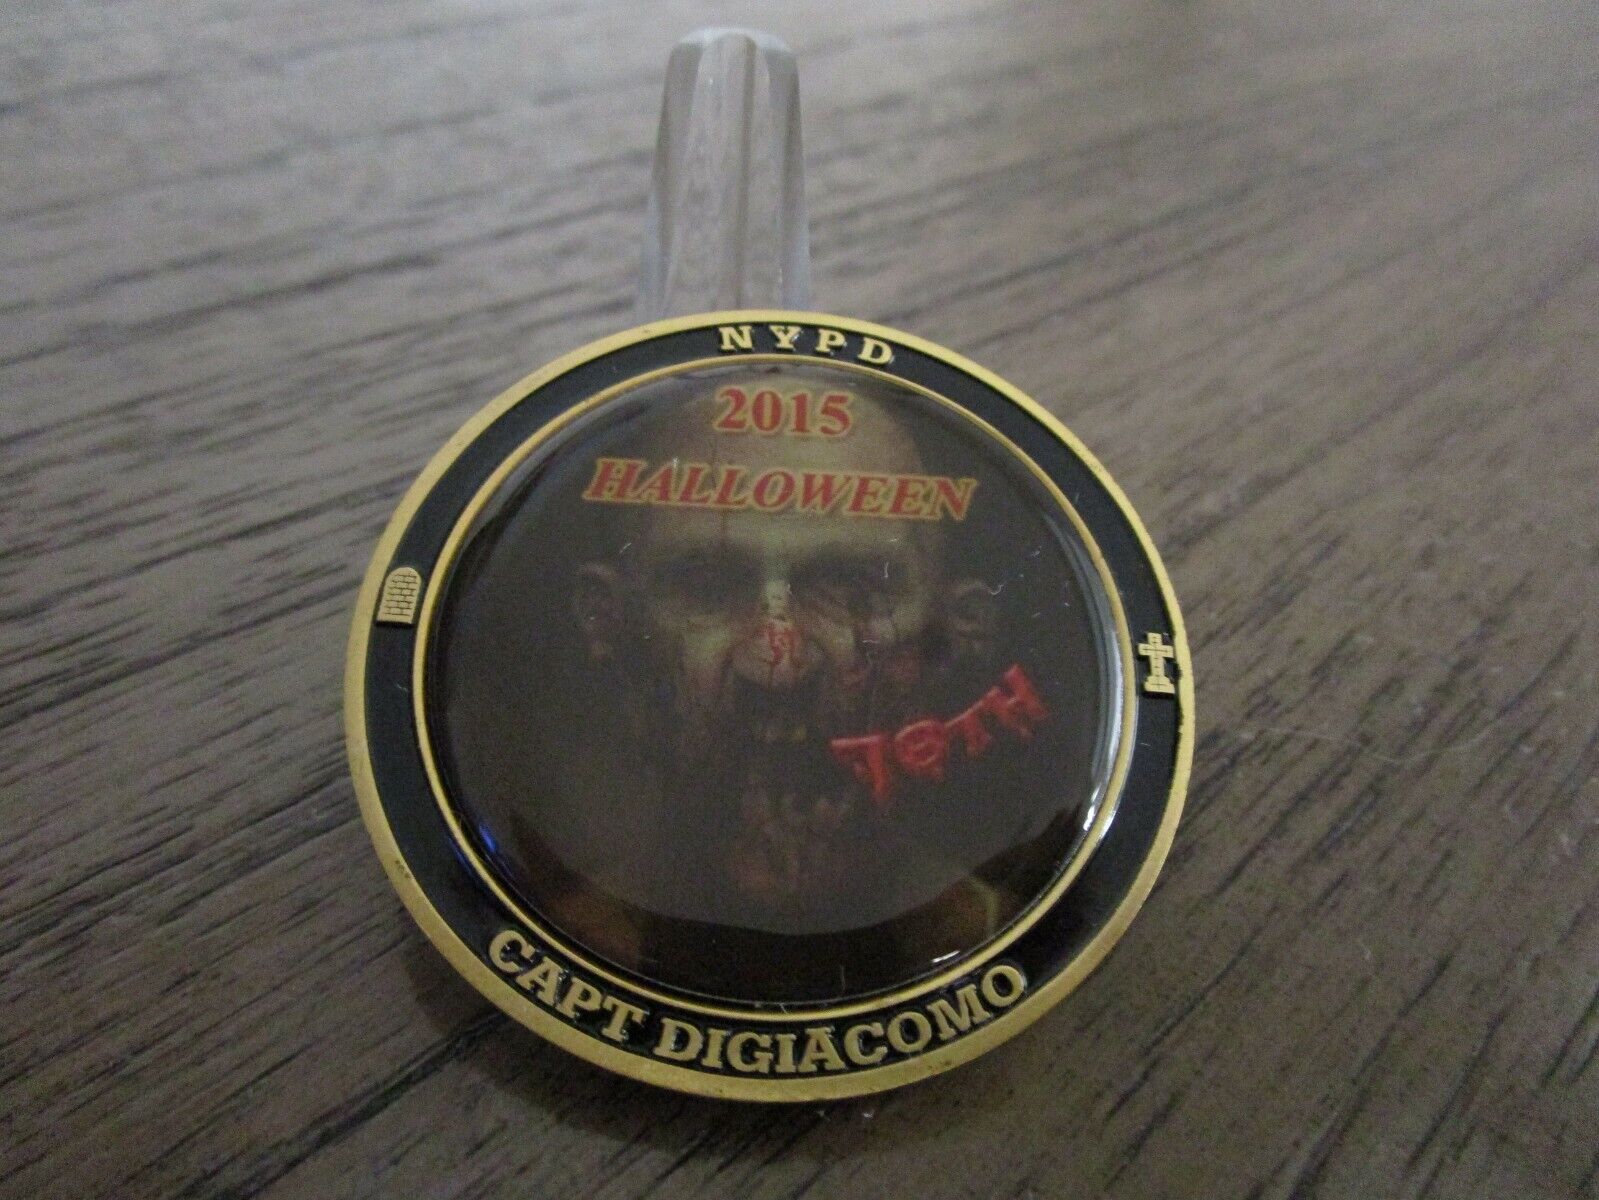 NYPD
2015
HALLOWEEN
70TH
CAPT DIGIACOMO